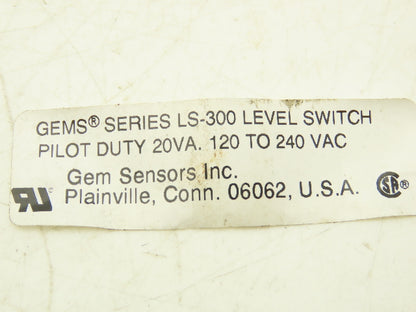 GEMS® SERIES LS-300 LEVEL SWITCH
PILOT DUTY 20VA. 120 TO 240 VAC
Gem Sensors Inc.
Plainville, Conn. 06062, U.S.A.